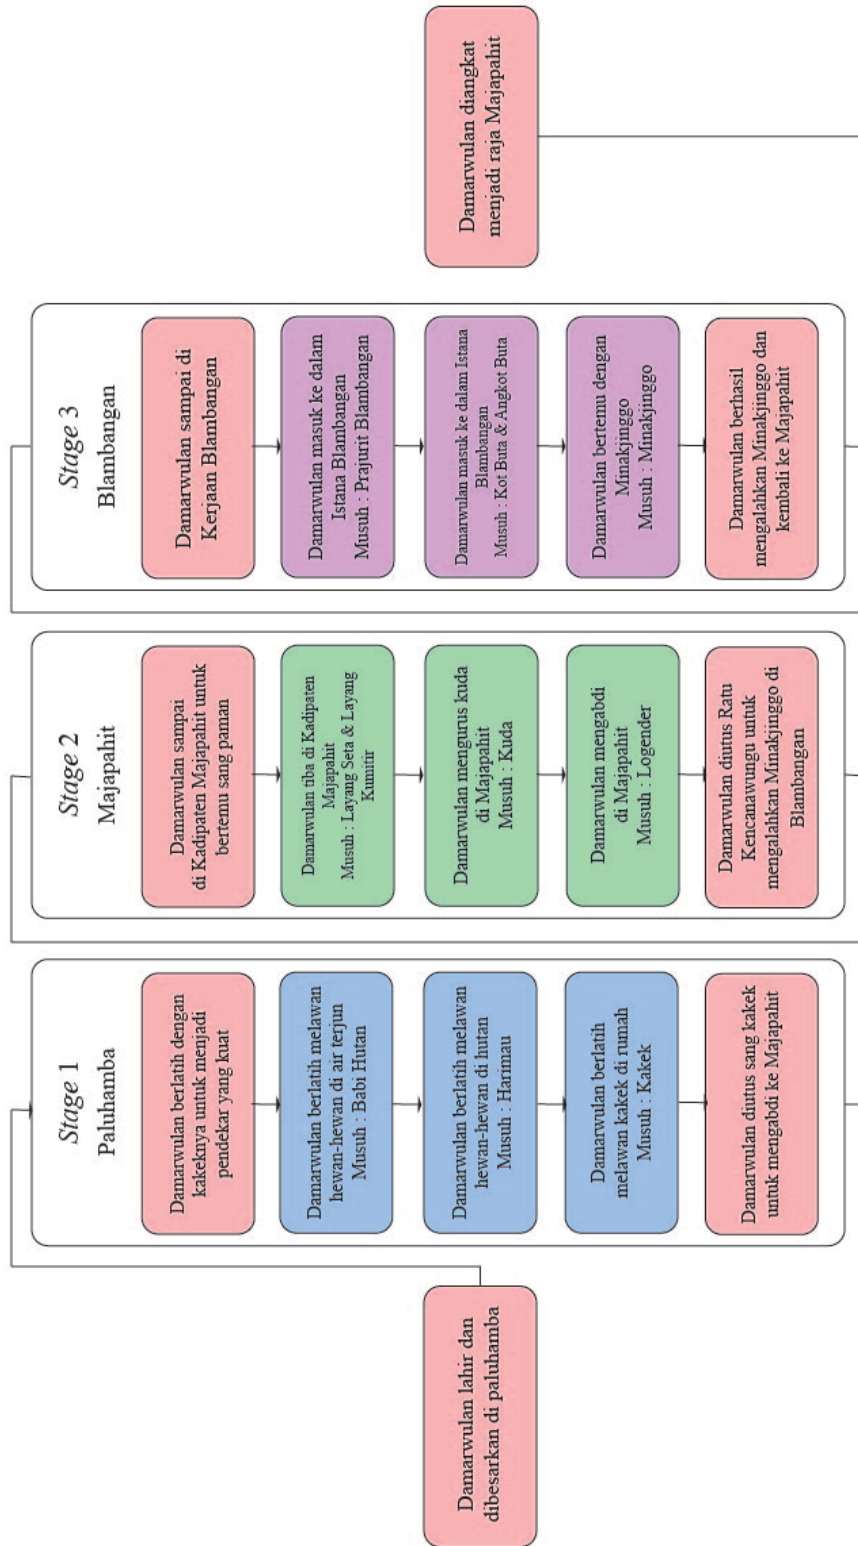 Damarwulan lahir dan
dibesarkan di paluhamba
Stage 1
Paluhamba
Damarwulan berlatih dengan
kakeknya untuk menjadi
pendekar yang kuat
Damarwulan berlatih melawan
hewan-hewan di air terjun
Musuh : Babi Hutan
Damarwulan berlatih melawan
hewan-hewan di hutan
Musuh : Harimau
Damarwulan berlatih
melawan kakek di rumah
Musuh : Kakek
Damarwulan diutus sang kakek
untuk mengabdi ke Majapahit
Stage 2
Majapahit
Damarwulan sampai
di Kadipaten Majapahit untuk
bertemu sang paman
Damarwulan tiba di Kadipaten
Majapahit
Musuh : Layang Seta & Layang
Kumitir
Damarwulan mengurus kuda
di Majapahit
Musuh : Kuda
Damarwulan mengabdi
di Majapahit
Musuh : Logender
Damarwulan diutus Ratu
Kencanawungu untuk
mengalahkan Minakjinggo di
Blambangan
Stage 3
Blambangan
Damarwulan sampai di
Kerjaan Blambangan
Damarwulan masuk ke dalam
Istana Blambangan
Musuh : Prajurit Blambangan
Damarwulan masuk ke dalam Istana
Blambangan
Musuh : Kot Buta & Angkot Buta
Damarwulan bertemu dengan
Minakjinggo
Musuh : Minakjinggo
Damarwulan berhasil
mengalahkan Minakjinggo dan
kembali ke Majapahit
Damarwulan diangkat
menjadi raja Majapahit